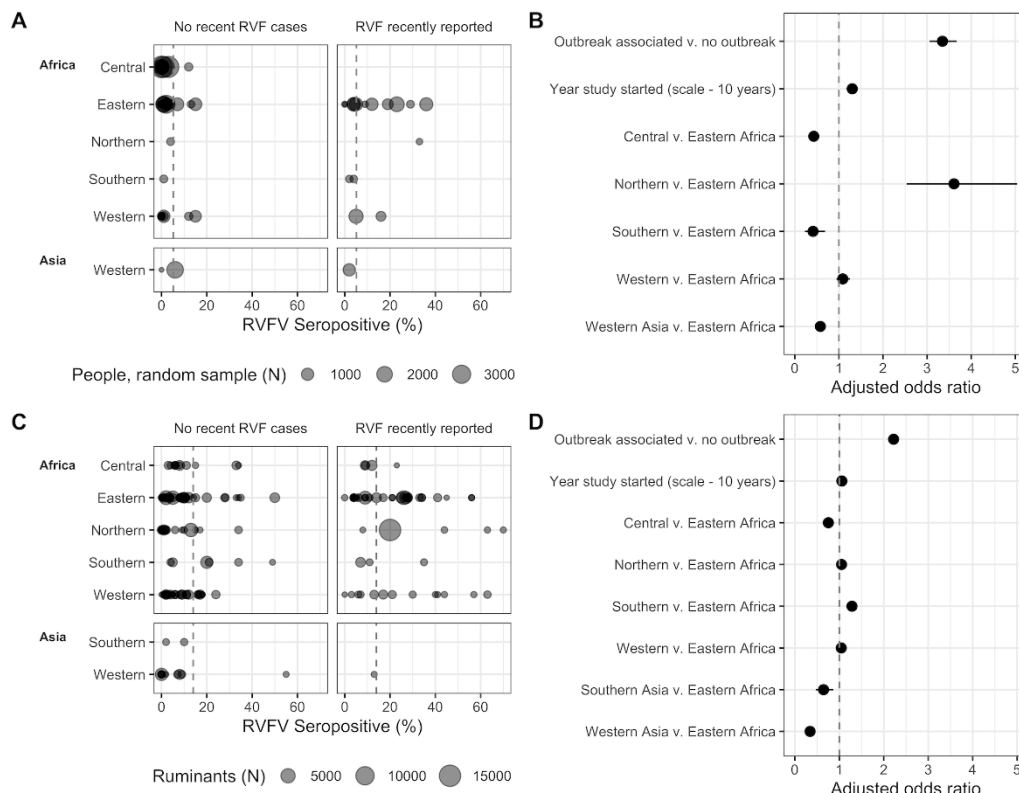 A
No recent RVF cases
RVF recently reported
Africa
Central
Eastern
Northern
Southern
Western
Asia
Western
0 20 40 60 0 20 40 60
RVFV Seropositive (%)
People, random sample (N) 1000 2000 3000
B
Outbreak associated v. no outbreak
Year study started (scale - 10 years)
Central v. Eastern Africa
Northern v. Eastern Africa
Southern v. Eastern Africa
Western v. Eastern Africa
Western Asia v. Eastern Africa
0 1 2 3 4 5
Adjusted odds ratio
C
No recent RVF cases
RVF recently reported
Africa
Central
Eastern
Northern
Southern
Western
Asia
Southern
Western
0 20 40 60 0 20 40 60
RVFV Seropositive (%)
Ruminants (N) 5000 10000 15000
D
Outbreak associated v. no outbreak
Year study started (scale - 10 years)
Central v. Eastern Africa
Northern v. Eastern Africa
Southern v. Eastern Africa
Western v. Eastern Africa
Southern Asia v. Eastern Africa
Western Asia v. Eastern Africa
0 1 2 3 4 5
Adjusted odds ratio